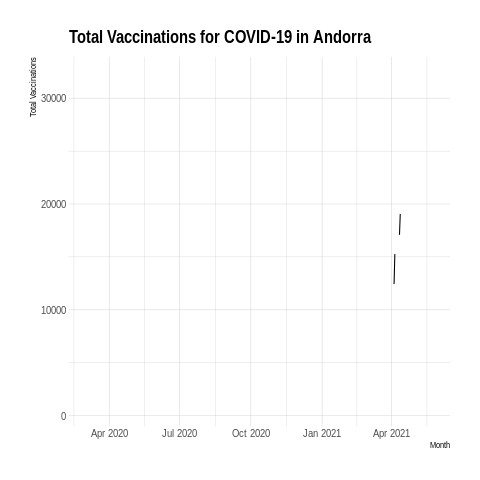 Total Vaccinations for COVID-19 in Andorra
Total Vaccinations
30000
20000
10000
0
Apr 2020 Jul 2020 Oct 2020 Jan 2021 Apr 2021
Month